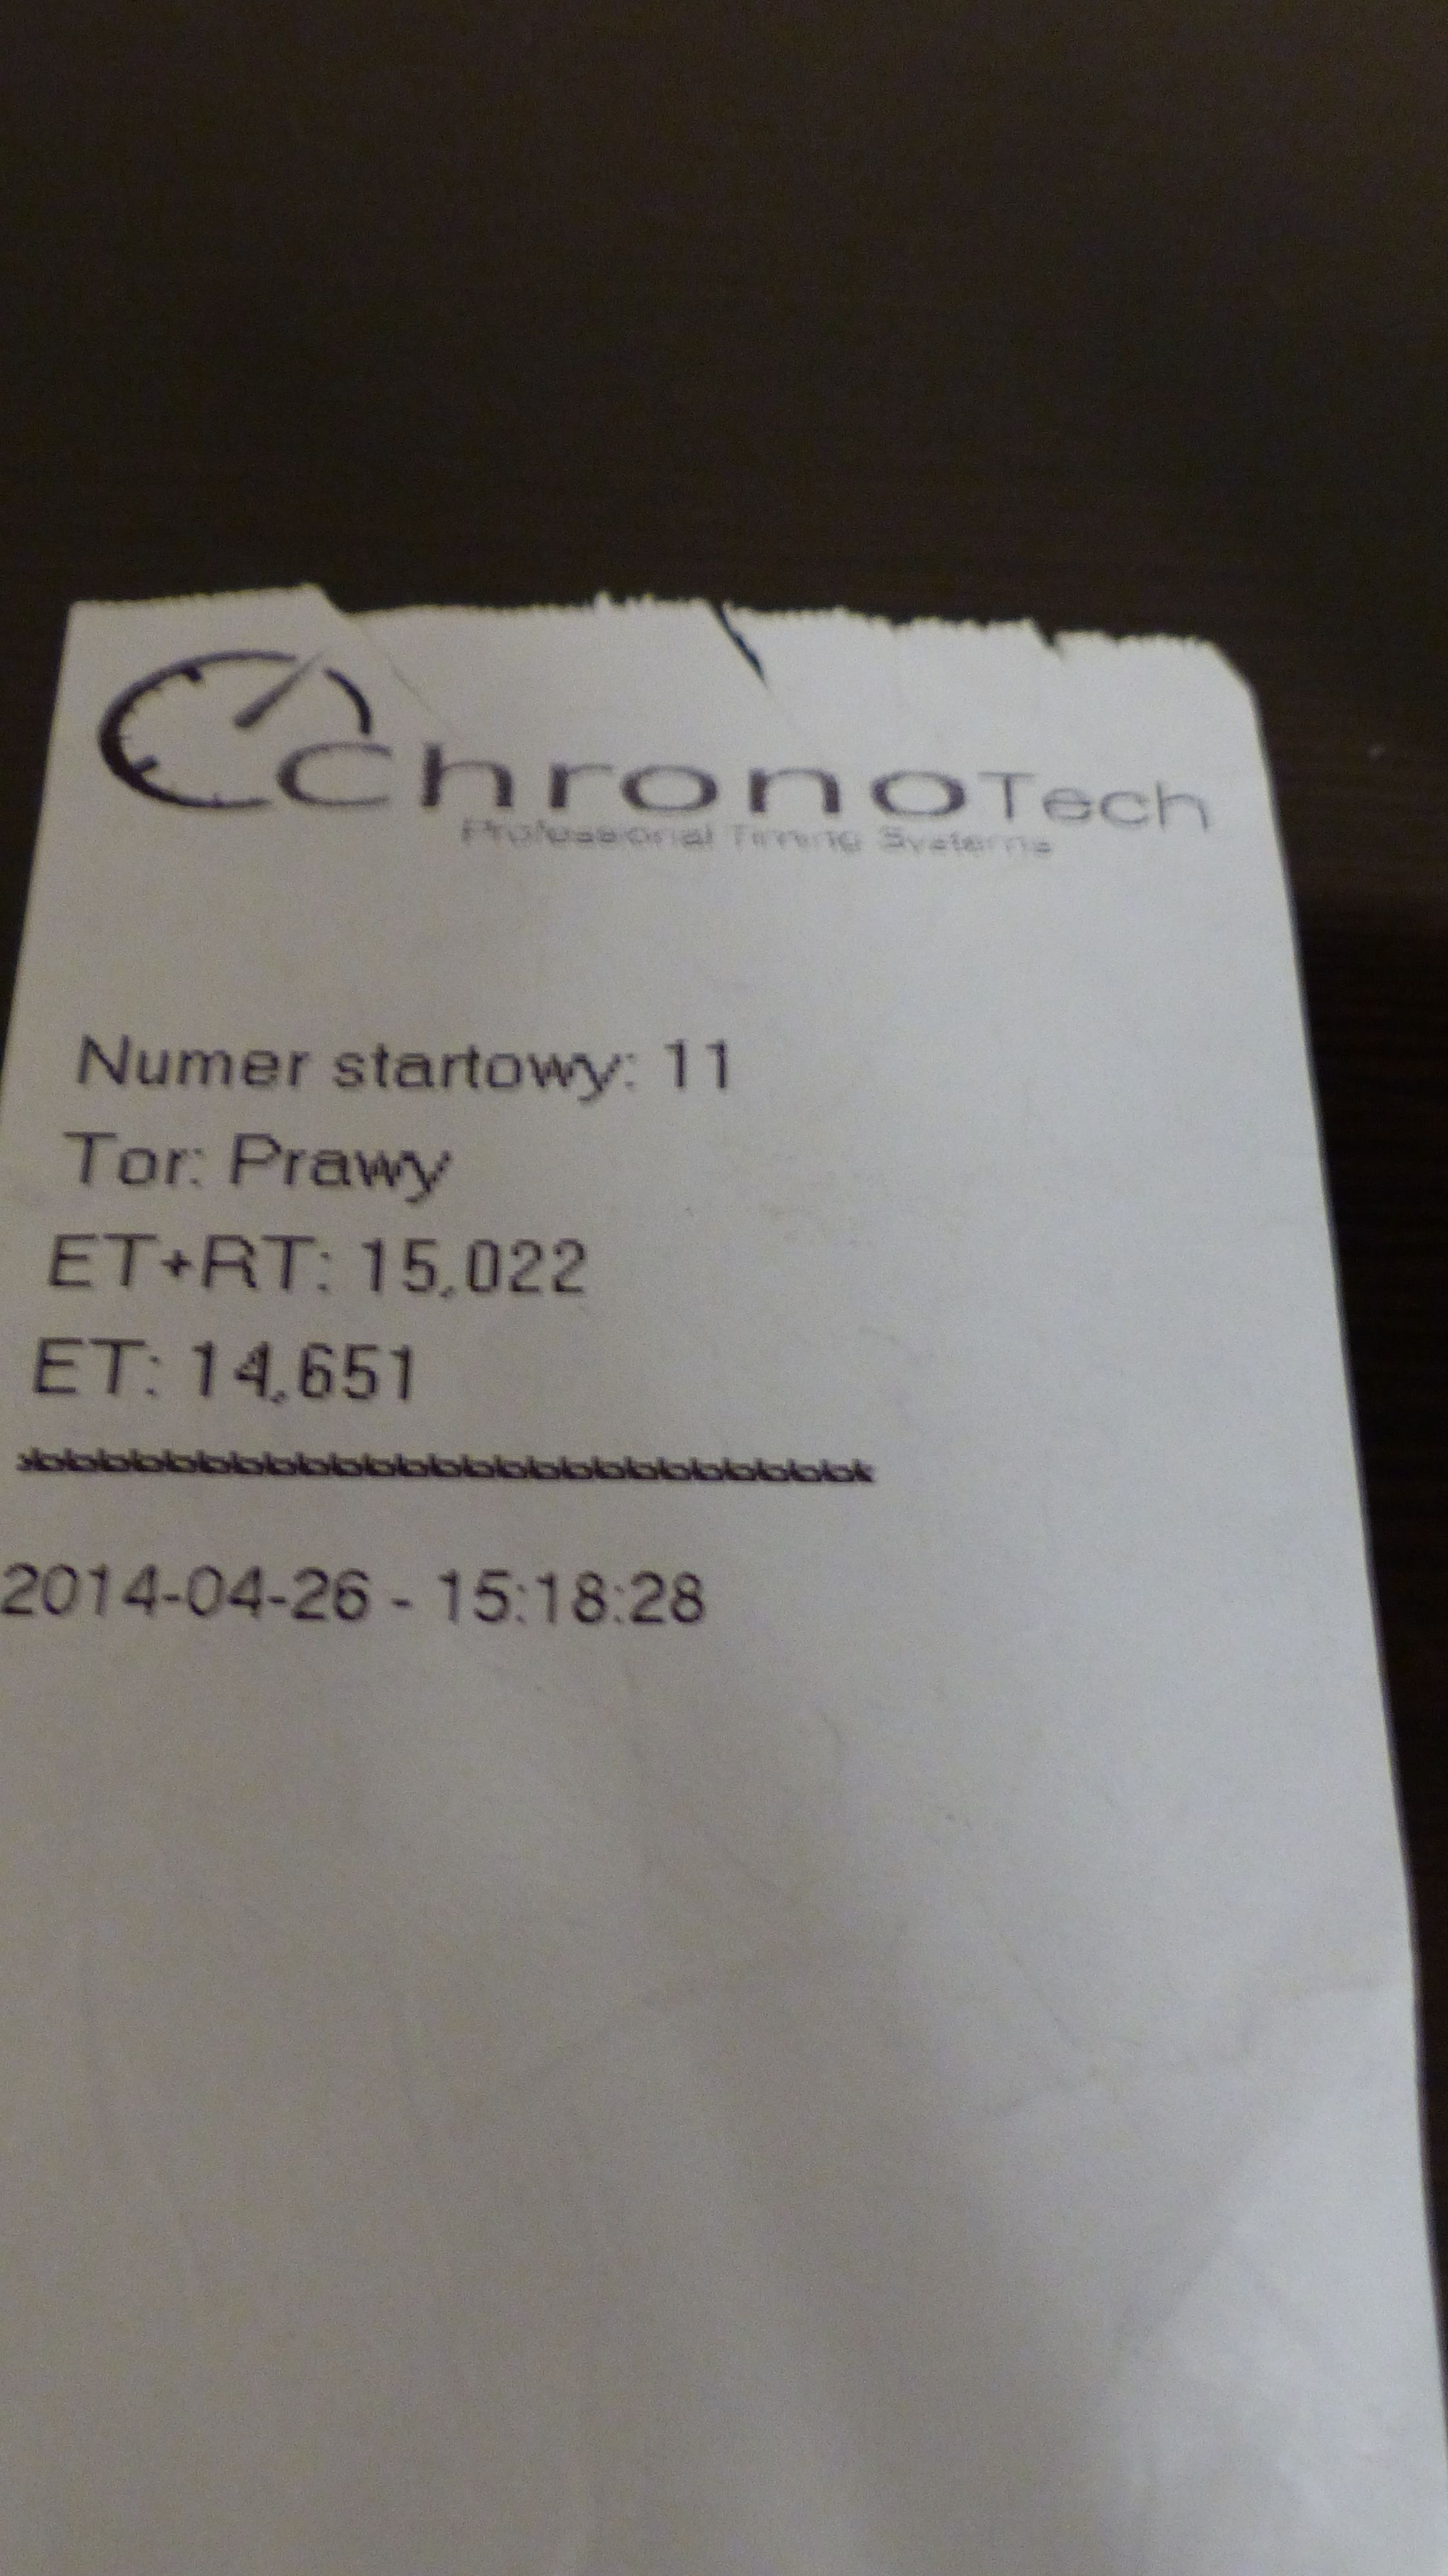 chronoTech
Professional Timing Systems
Numer startowy: 11
Tor: Prawy
ET+RT: 15,022
ET: 14,651
2014-04-26 - 15:18:28